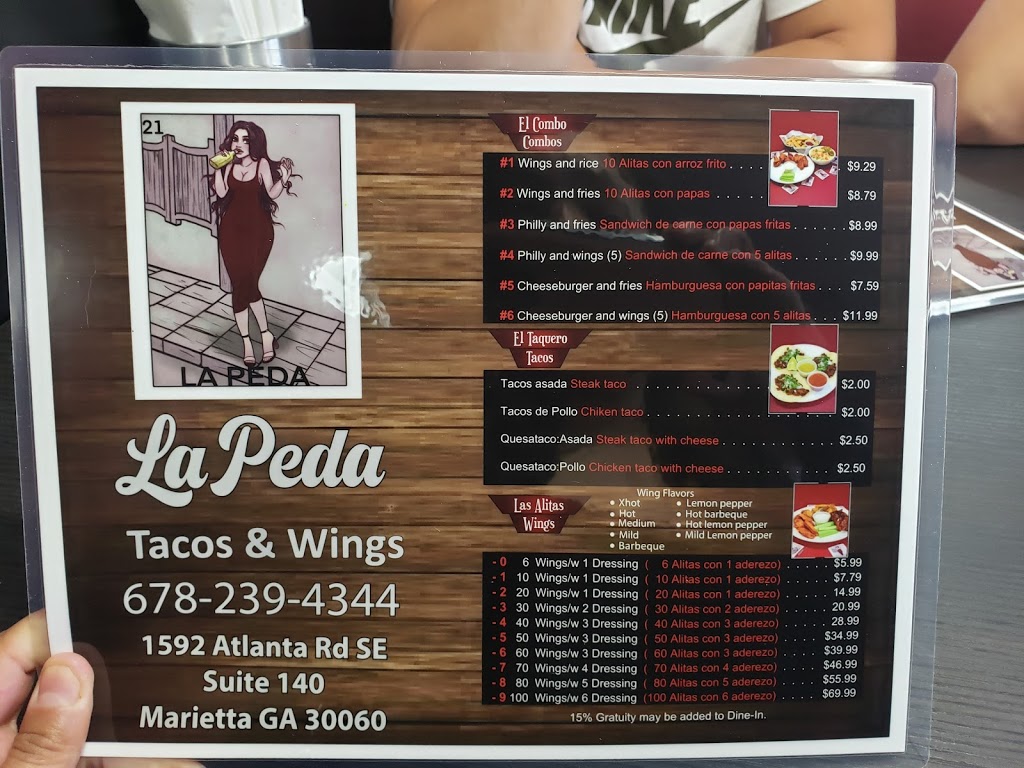 21
LA PEDA
La Peda
Tacos & Wings
678-239-4344
1592 Atlanta Rd SE
Suite 140
Marietta GA 30060
El Combo
Combos
#1 Wings and rice 10 Alitas con arroz frito . . . . $9.29
#2 Wings and fries 10 Alitas con papas . . . . . $8.79
#3 Philly and fries Sandwich de carne con papas fritas . . . . . . $8.99
#4 Philly and wings (5) Sandwich de carne con 5 alitas . . . . . . $9.99
#5 Cheeseburger and fries Hamburguesa con papitas fritas . . . $7.59
#6 Cheeseburger and wings (5) Hamburguesa con 5 alitas . . . $11.99
El Taquero
Tacos
Tacos asada Steak taco . . . . . . . . . . . . . . $2.00
Tacos de Pollo Chiken taco . . . . . . . . . . . . . . $2.00
Quesataco:Asada Steak taco with cheese . . . . . . . . . . . . $2.50
Quesataco:Pollo Chicken taco with cheese . . . . . . . . . . . $2.50
Las Alitas
Wings
Wing Flavors
• Xhot
• Hot
• Medium
• Mild
• Barbeque
• Lemon pepper
• Hot barbeque
• Hot lemon pepper
• Mild Lemon pepper
- 0 6 Wings/w 1 Dressing ( 6 Alitas con 1 aderezo) . . . . . $5.99
- 1 10 Wings/w 1 Dressing ( 10 Alitas con 1 aderezo) . . . . . $7.79
- 2 20 Wings/w 1 Dressing ( 20 Alitas con 1 aderezo) . . . . . 14.99
- 3 30 Wings/w 2 Dressing ( 30 Alitas con 2 aderezo) . . . . . 20.99
- 4 40 Wings/w 3 Dressing ( 40 Alitas con 3 aderezo) . . . . . 28.99
- 5 50 Wings/w 3 Dressing ( 50 Alitas con 3 aderezo) . . . . . $34.99
- 6 60 Wings/w 3 Dressing ( 60 Alitas con 3 aderezo) . . . . . $39.99
- 7 70 Wings/w 4 Dressing ( 70 Alitas con 4 aderezo) . . . . . $46.99
- 8 80 Wings/w 5 Dressing ( 80 Alitas con 5 aderezo) . . . . . $55.99
- 9 100 Wings/w 6 Dressing (100 Alitas con 6 aderezo) . . . . . $69.99
15% Gratuity may be added to Dine-In.